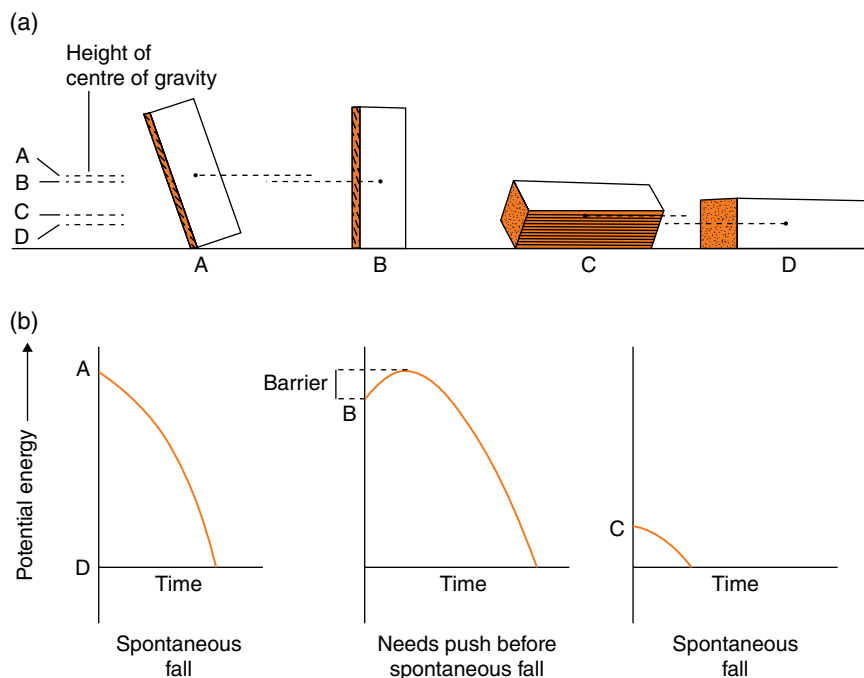 (a)
Height of
centre of gravity
A
B
C
D
A
B
C
D
(b)
Potential energy
A
D
Time
Spontaneous
fall
Barrier
B
Time
Needs push before
spontaneous fall
C
Time
Spontaneous
fall